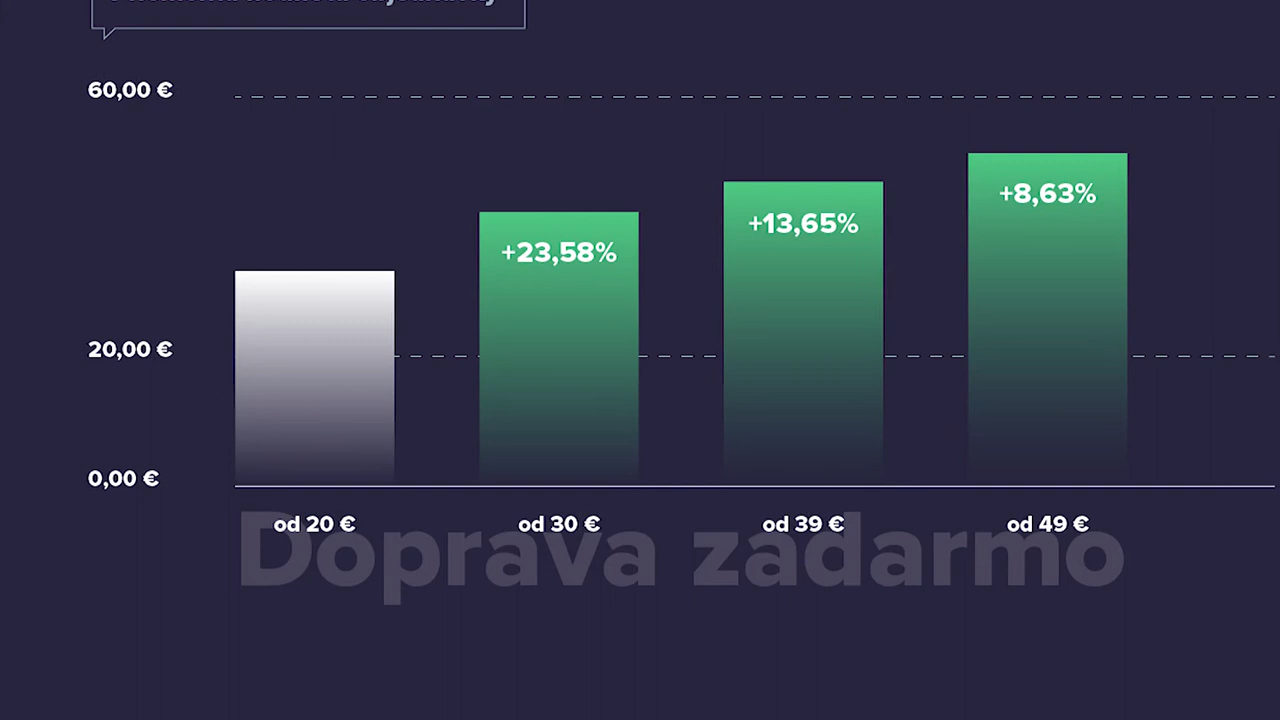 60,00 €
+8,63%
+13,65%
+23,58%
20,00 €
0,00 €
od 20 €
od 30 €
od 39 €
od 49 €
Doprava zadarmo